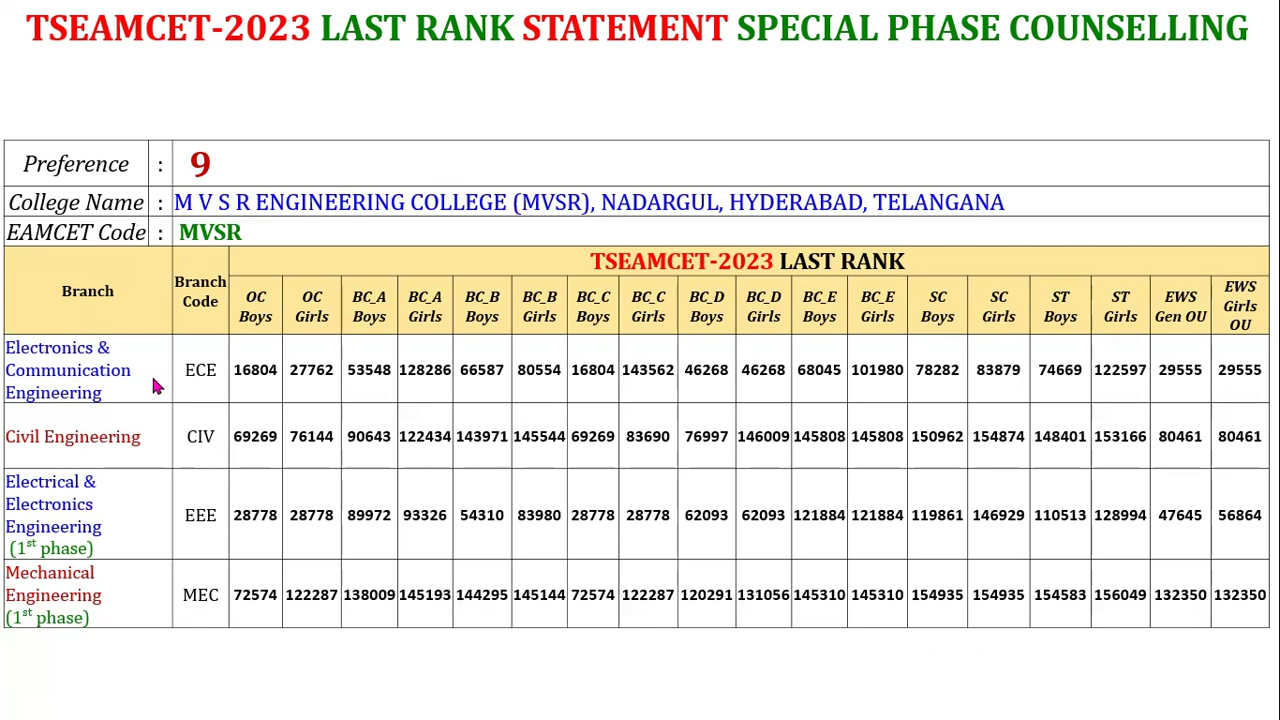 TSEAMCET-2023 LAST RANK STATEMENT SPECIAL PHASE COUNSELLING
Preference : 9
College Name : M V S R ENGINEERING COLLEGE (MVSR), NADARGUL, HYDERABAD, TELANGANA
EAMCET Code : MVSR
TSEAMCET-2023 LAST RANK
Branch Branch Code OC Boys OC Girls BC_A Boys BC_A Girls BC_B Boys BC_B Girls BC_C Boys BC_C Girls BC_D Boys BC_D Girls BC_E Boys BC_E Girls SC Boys SC Girls ST Boys ST Girls EWS Gen OU EWS Girls OU
Electronics & Communication Engineering ECE 16804 27762 53548 128286 66587 80554 16804 143562 46268 46268 68045 101980 78282 83879 74669 122597 29555 29555
Civil Engineering CIV 69269 76144 90643 122434 143971 145544 69269 83690 76997 146009 145808 145808 150962 154874 148401 153166 80461 80461
Electrical & Electronics Engineering (1st phase) EEE 28778 28778 89972 93326 54310 83980 28778 28778 62093 62093 121884 121884 119861 146929 110513 128994 47645 56864
Mechanical Engineering (1st phase) MEC 72574 122287 138009 145193 144295 145144 72574 122287 120291 131056 145310 145310 154935 154935 154583 156049 132350 132350